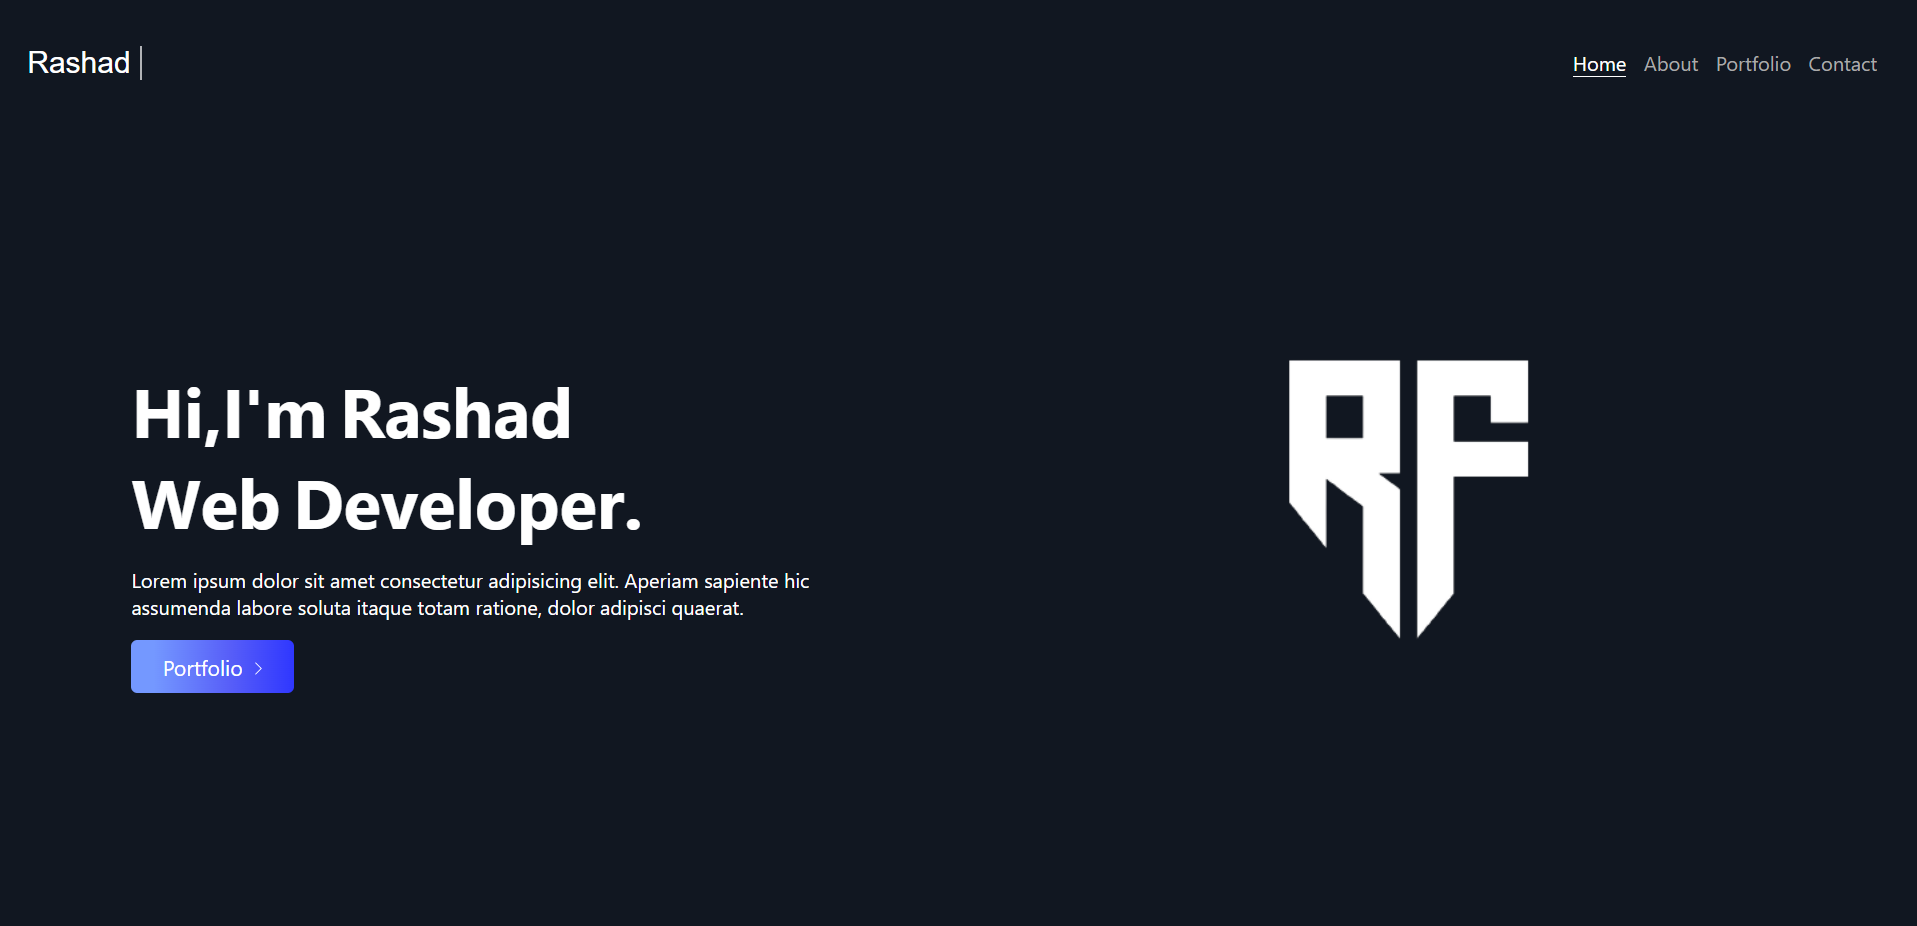 Rashad |
Home About Portfolio Contact
Hi,I'm Rashad
Web Developer.
RF
Lorem ipsum dolor sit amet consectetur adipisicing elit. Aperiam sapiente hic
assumenda labore soluta itaque totam ratione, dolor adipisci quaerat.
Portfolio >